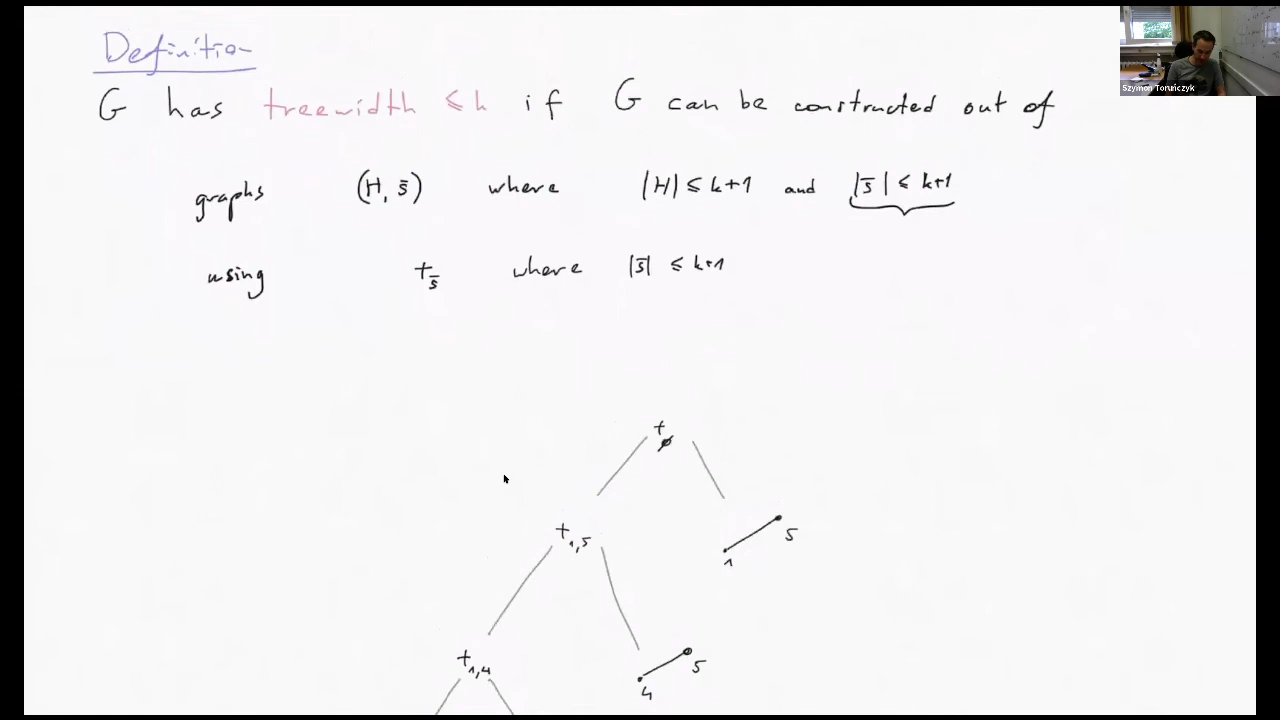 Definition
Szymon Toruńczyk
G has treewidth ≤ k if G can be constructed out of
graphs (H, s̄) where |H| ≤ k+1 and |s̄| ≤ k+1
using +s̄ where |s̄| ≤ k+1
+∅
+1,5
1 5
+1,4
4 5